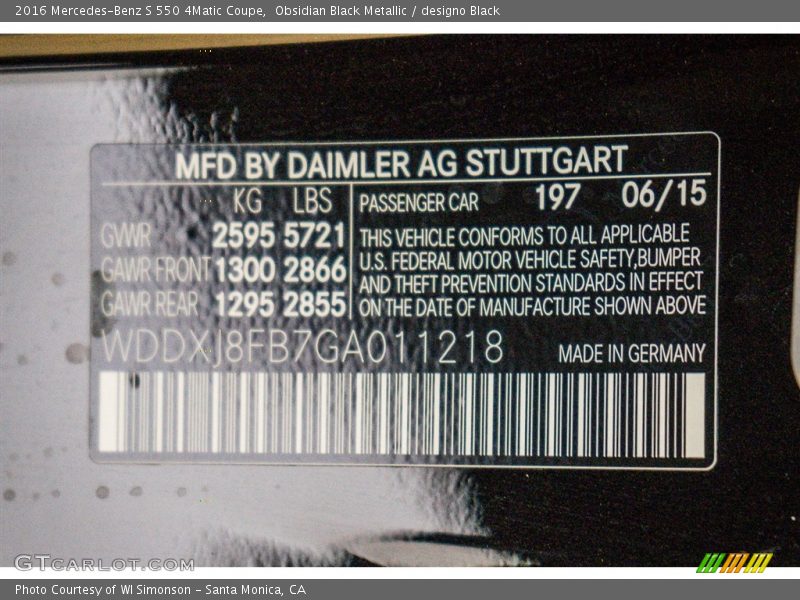 2016 Mercedes-Benz S 550 4Matic Coupe, Obsidian Black Metallic / designo Black
MFD BY DAIMLER AG STUTTGART
KG LBS
GWWR 2595 5721
GAWR FRONT 1300 2866
GAWR REAR 1295 2855
PASSENGER CAR 197 06/15
THIS VEHICLE CONFORMS TO ALL APPLICABLE
U.S. FEDERAL MOTOR VEHICLE SAFETY,BUMPER
AND THEFT PREVENTION STANDARDS IN EFFECT
ON THE DATE OF MANUFACTURE SHOWN ABOVE
WDDXJ8FB7GA011218
MADE IN GERMANY
GTcarlot.com
Photo Courtesy of WI Simonson - Santa Monica, CA